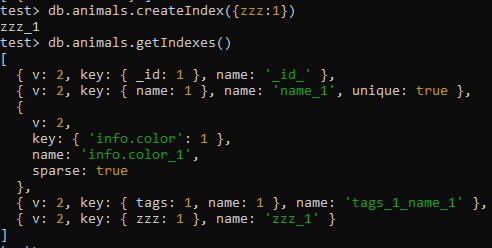 test> db.animals.createIndex({zzz:1})
zzz_1
test> db.animals.getIndexes()
[
  { v: 2, key: { _id: 1 }, name: '_id_' },
  { v: 2, key: { name: 1 }, name: 'name_1', unique: true },
  {
    v: 2,
    key: { 'info.color': 1 },
    name: 'info.color_1',
    sparse: true
  },
  { v: 2, key: { tags: 1, name: 1 }, name: 'tags_1_name_1' },
  { v: 2, key: { zzz: 1 }, name: 'zzz_1' }
]